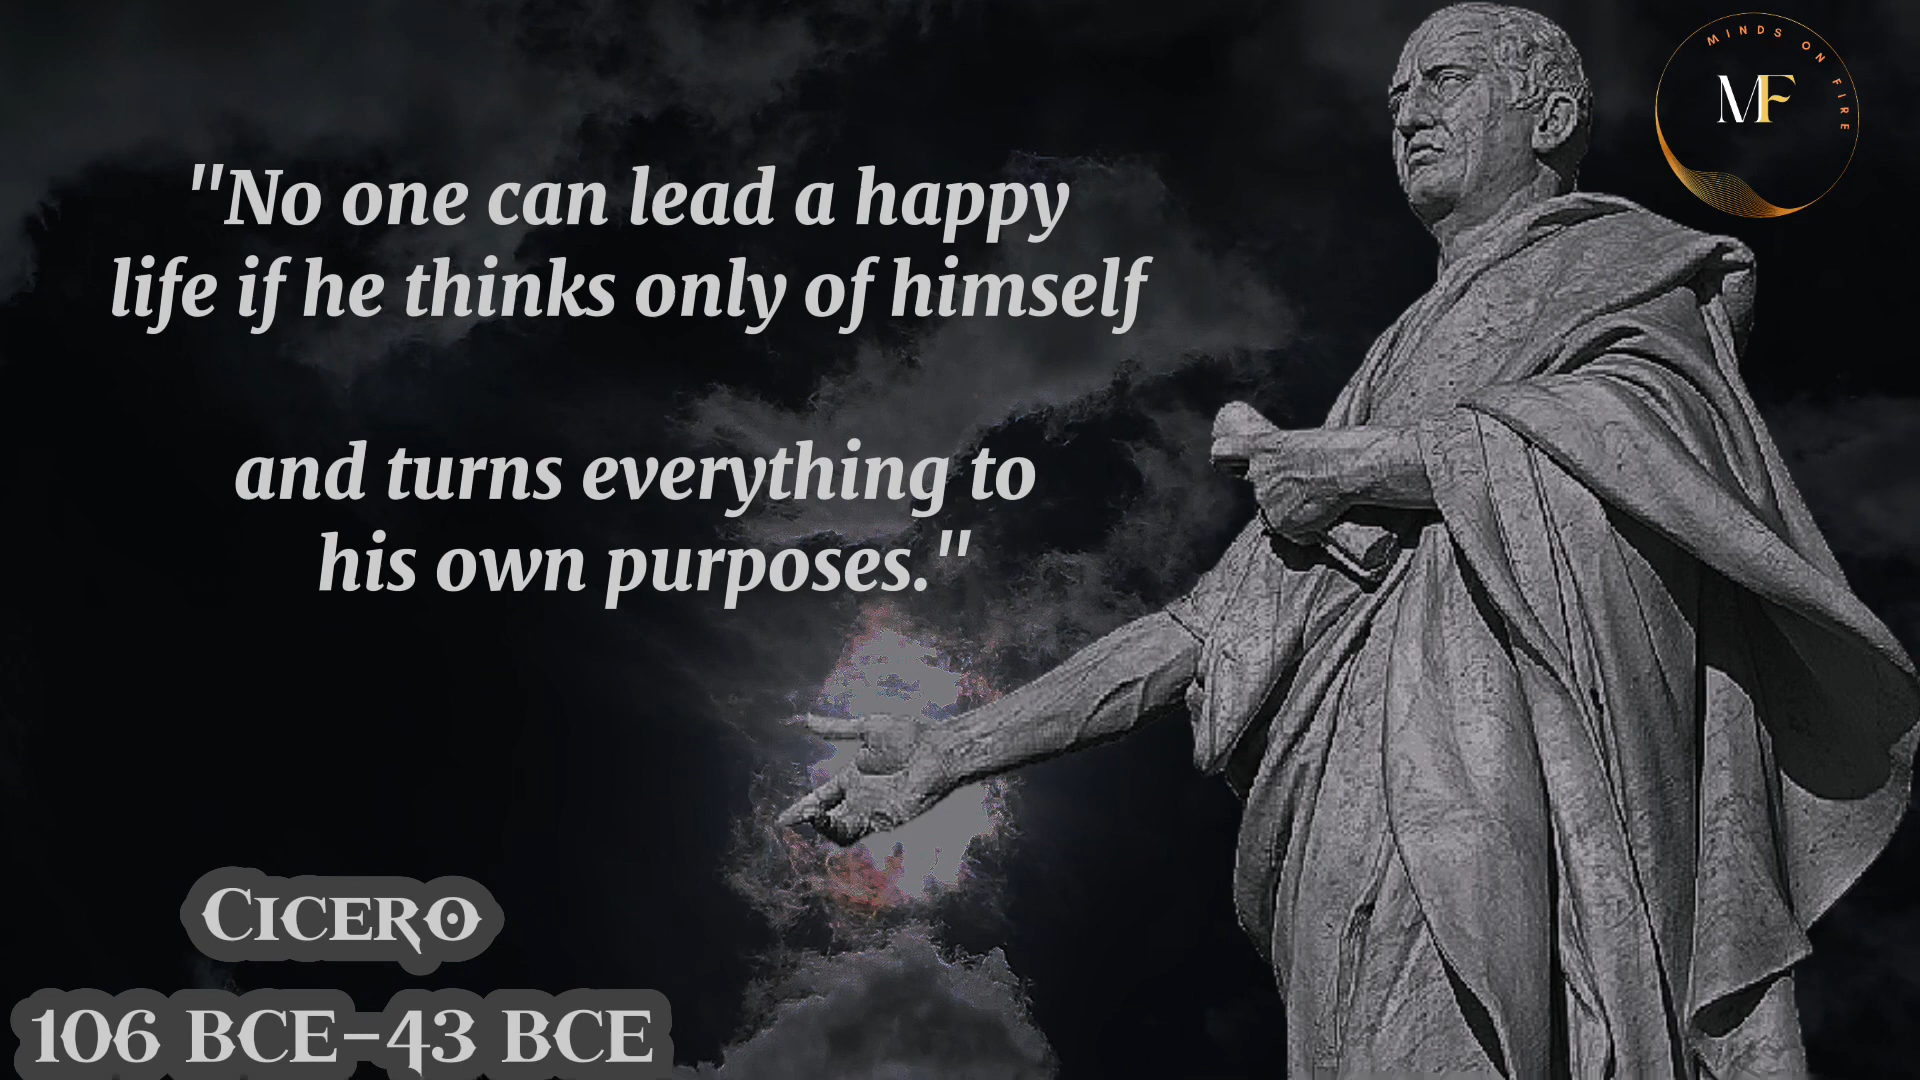 "No one can lead a happy
life if he thinks only of himself
and turns everything to
his own purposes."
CICERO
106 BCE-43 BCE
MINDS ON FIRE
MF